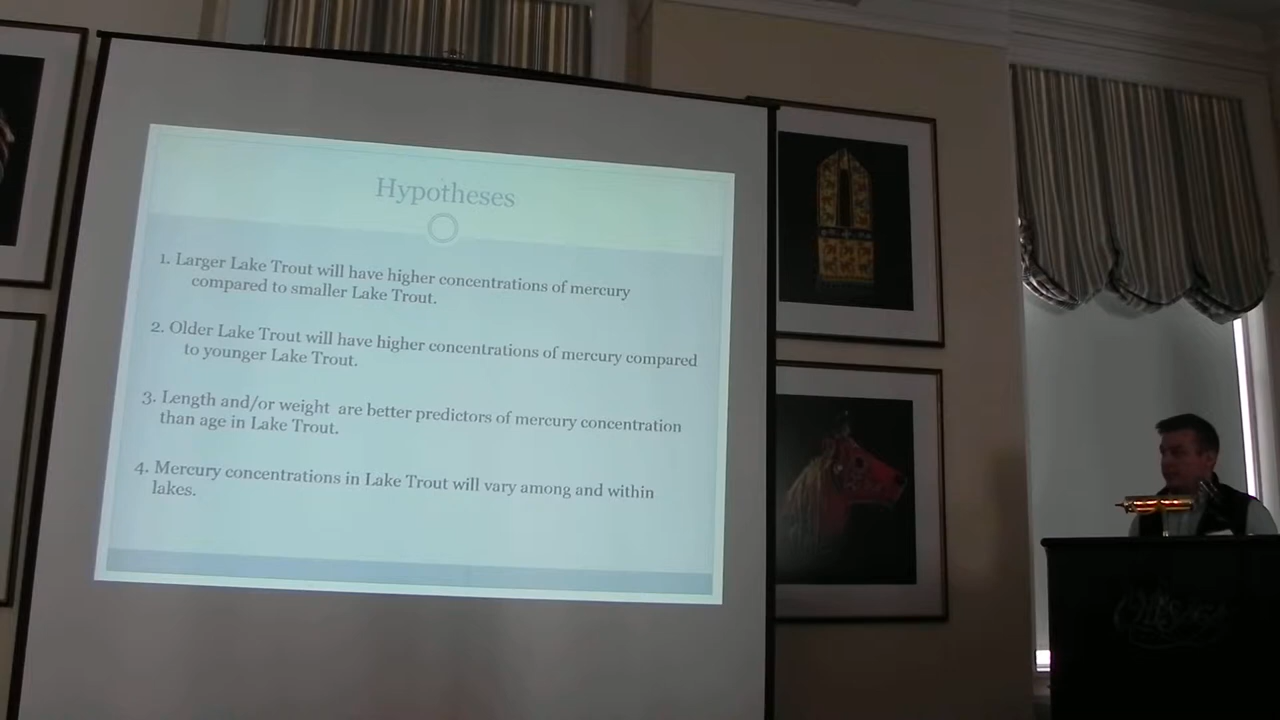 Hypotheses
1. Larger Lake Trout will have higher concentrations of mercury
compared to smaller Lake Trout.
2. Older Lake Trout will have higher concentrations of mercury compared
to younger Lake Trout.
3. Length and/or weight are better predictors of mercury concentration
than age in Lake Trout.
4. Mercury concentrations in Lake Trout will vary among and within
lakes.